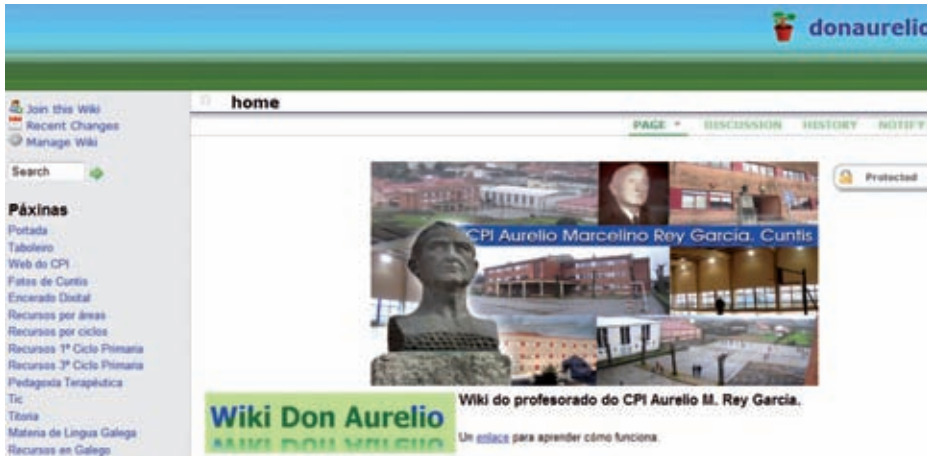 donaurelio
Join this Wiki
Recent Changes
Manage Wiki
Search
Páxinas
Portada
Taboleiro
Web do CPI
Fotos de Cuntis
Encerado Dixital
Recursos por áreas
Recursos por ciclos
Recursos 1º Ciclo Primaria
Recursos 3º Ciclo Primaria
Pedagoxía Terapéutica
Tic
Titoria
Materia de Lingua Galega
Recursos en Galego
home
PAGE DISCUSSION HISTORY NOTIFY
Protected
CPI Aurelio Marcelino Rey García. Cuntis
Wiki Don Aurelio
Wiki do profesorado do CPI Aurelio M. Rey García.
Un enlace para aprender cómo funciona.